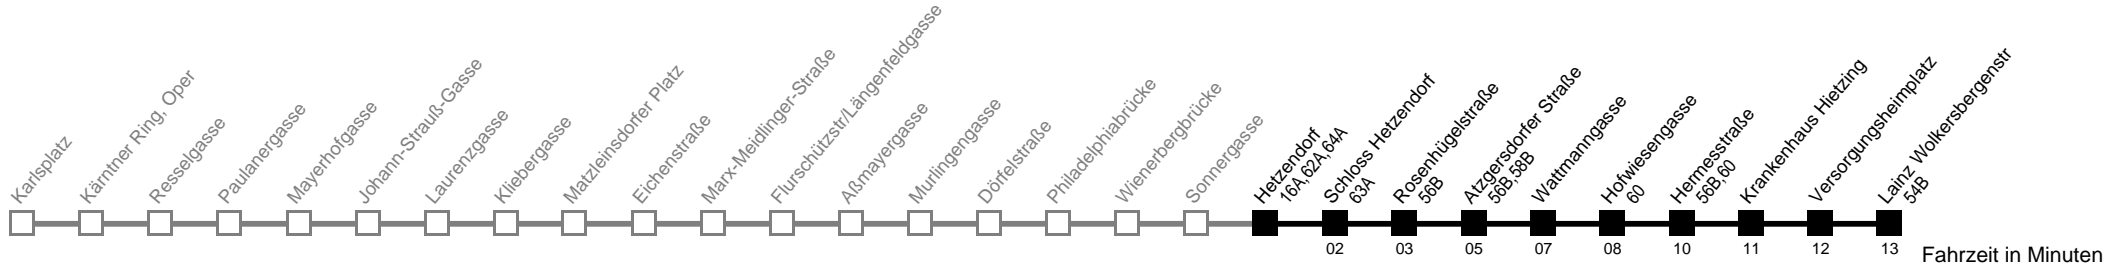 Karlsplatz
Kärntner Ring, Oper
Resselgasse
Paulanergasse
Mayerhofgasse
Johann-Strauß-Gasse
Laurenzgasse
Kliebergasse
Matzleinsdorfer Platz
Eichenstraße
Marx-Meidlinger-Straße
Flurschützstr/Längenfeldgasse
Aßmayergasse
Murlingengasse
Dörfelstraße
Philadelphiabrücke
Wienerbergbrücke
Sonnergasse
Hetzendorf
16A,62A,64A
Schloss Hetzendorf
63A
Rosenhügelstraße
56B
Atzgersdorfer Straße
56B,58B
Wattmanngasse
Hofwiesengasse
60
Hermesstraße
56B,60
Krankenhaus Hietzing
Versorgungsheimplatz
Lainz Wolkersbergenstr
54B
02 03 05 07 08 10 11 12 13 Fahrzeit in Minuten